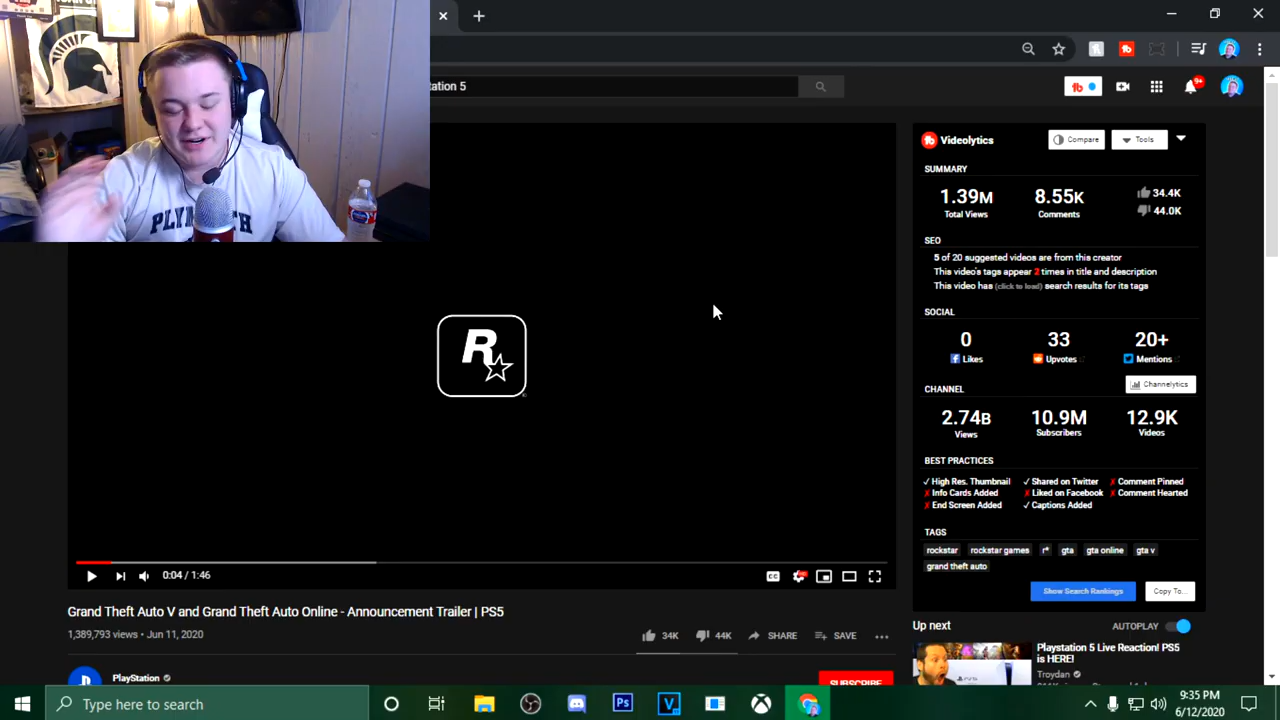 PLYM TH
tation 5
Videolytics
Compare
Tools
SUMMARY
1.39M
Total Views
8.55K
Comments
34.4K
44.0K
SEO
5 of 20 suggested videos are from this creator
This video's tags appear 2 times in title and description
This video has (click to load) search results for its tags
SOCIAL
0
Likes
33
Upvotes
20+
Mentions
CHANNEL
Channelytics
2.74B
Views
10.9M
Subscribers
12.9K
Videos
BEST PRACTICES
✓ High Res. Thumbnail
✓ Shared on Twitter
✗ Comment Pinned
✗ Info Cards Added
✗ Liked on Facebook
✗ Comment Hearted
✗ End Screen Added
✓ Captions Added
TAGS
rockstar
rockstar games
r*
gta
gta online
gta v
grand theft auto
Show Search Rankings
Copy To...
R
0:04 / 1:46
CC
Grand Theft Auto V and Grand Theft Auto Online - Announcement Trailer | PS5
1,389,793 views • Jun 11, 2020
34K
44K
SHARE
SAVE
PlayStation
SUBSCRIBE
Up next
AUTOPLAY
Playstation 5 Live Reaction! PS5
is HERE!
Troydan
9+
Type here to search
Ps
V
9:35 PM
6/12/2020